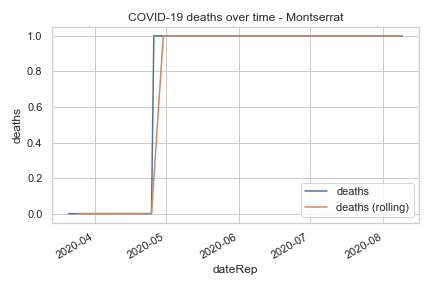 COVID-19 deaths over time - Montserrat
deaths
1.0
0.8
0.6
0.4
0.2
0.0
deaths
deaths (rolling)
2020-04
2020-05
2020-06
2020-07
2020-08
dateRep